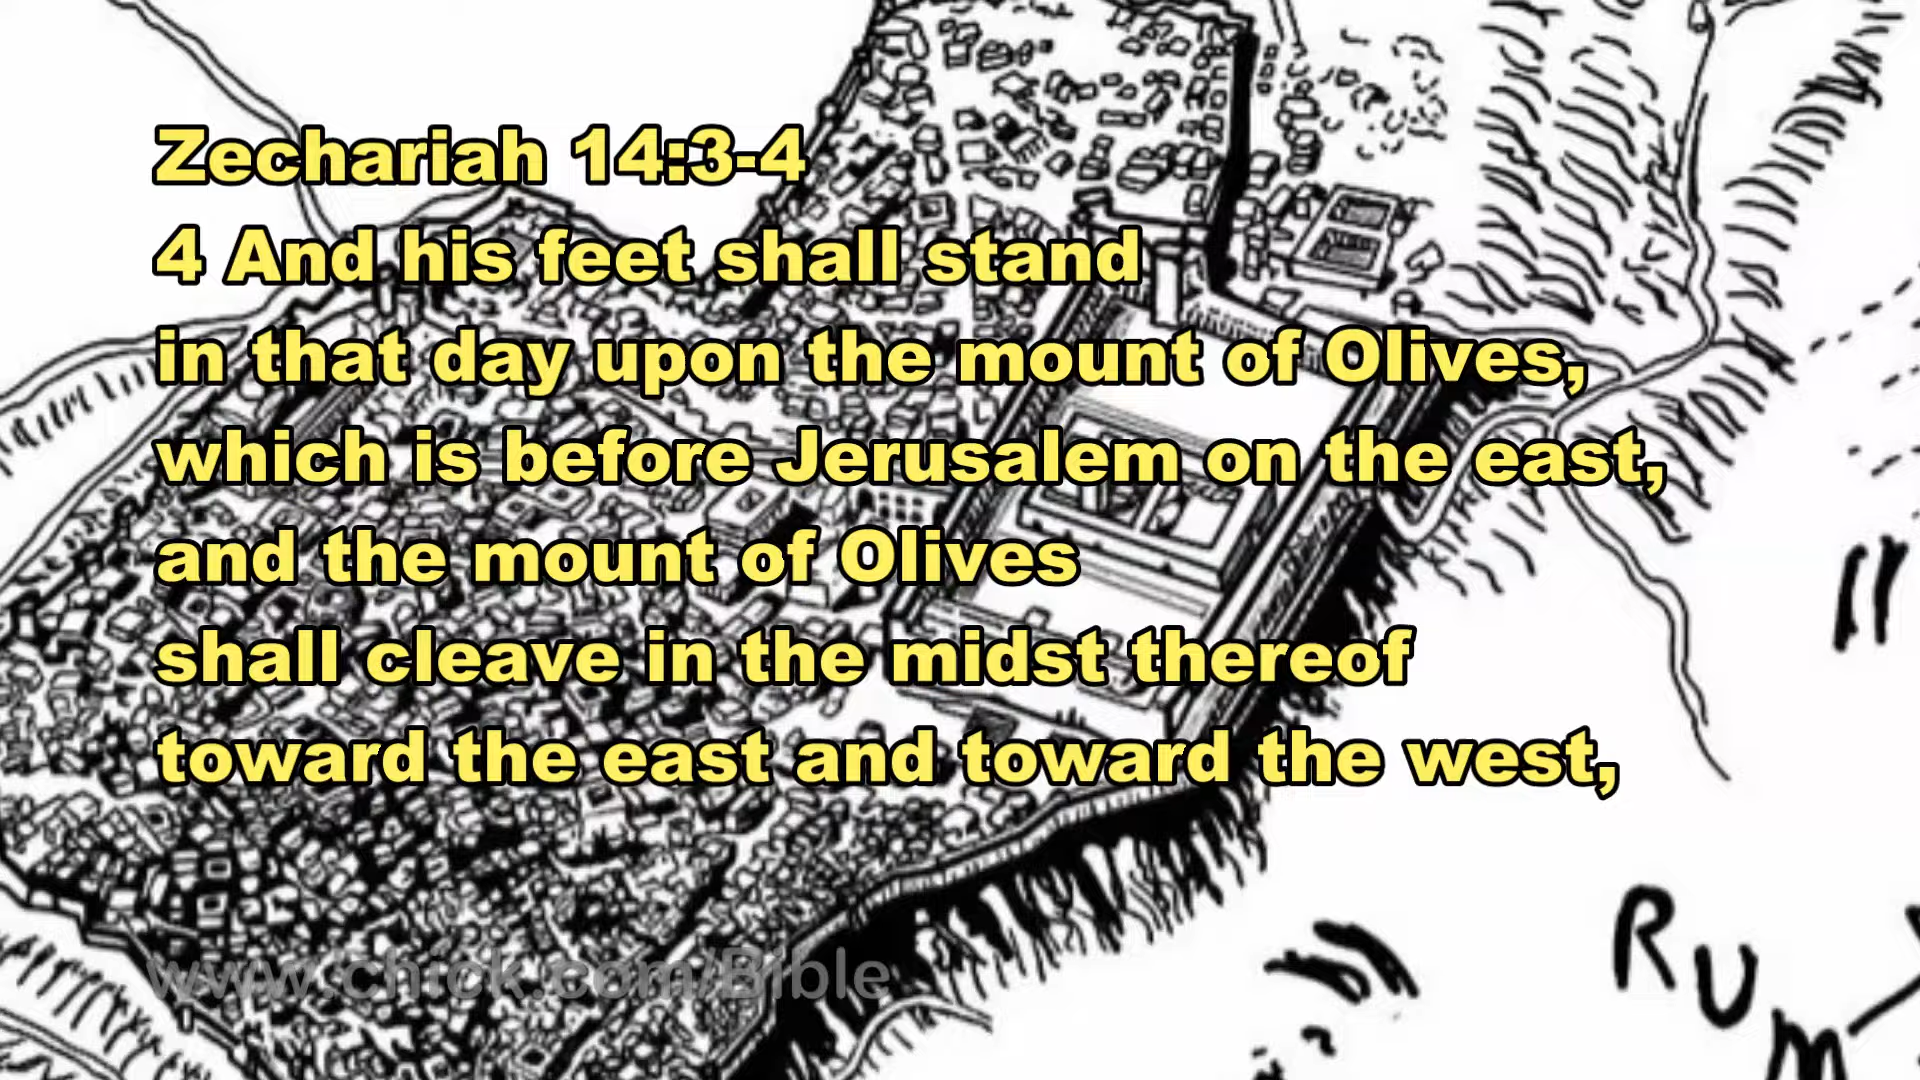 Zechariah 14:3-4
4 And his feet shall stand
in that day upon the mount of Olives,
which is before Jerusalem on the east,
and the mount of Olives
shall cleave in the midst thereof
toward the east and toward the west,
www.chick.com/Bible
RUM